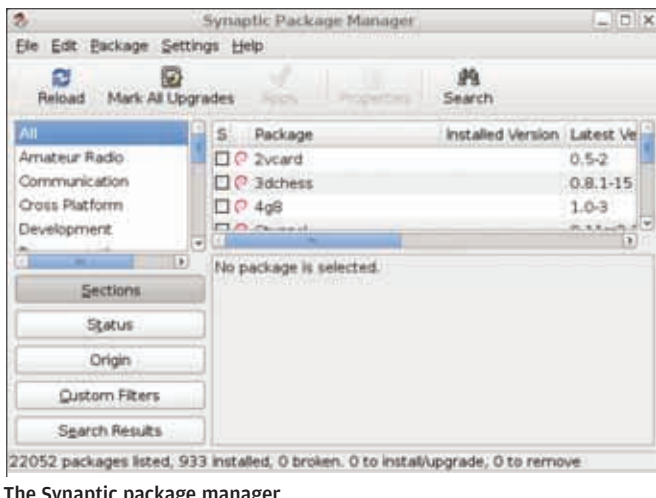 Synaptic Package Manager
File Edit Package Settings Help
Reload Mark All Upgrades Apply Properties Search
All
Amateur Radio
Communication
Cross Platform
Development
S Package Installed Version Latest Ve
2vcard 0.5-2
3dchess 0.8.1-15
4g8 1.0-3
No package is selected.
Sections
Status
Origin
Custom Filters
Search Results
22052 packages listed, 933 installed, 0 broken. 0 to install/upgrade; 0 to remove
The Synaptic package manager